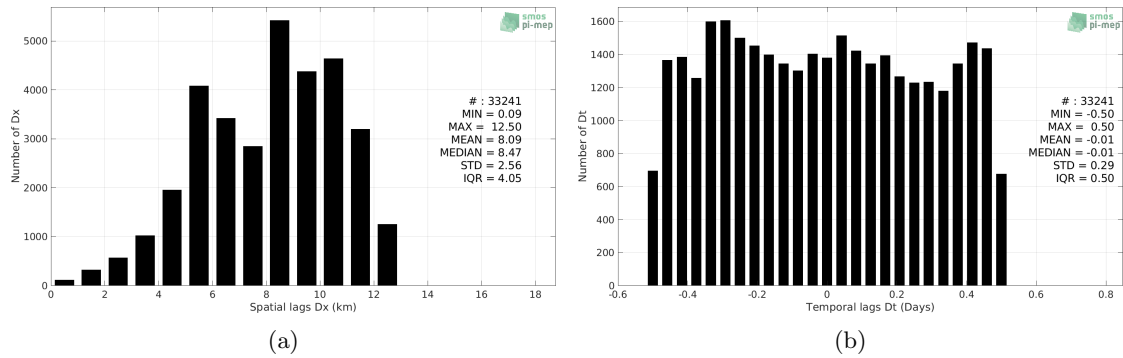 smos
pi-mep
5000
4000
3000
2000
1000
0
Number of Dx
# : 33241
MIN = 0.09
MAX = 12.50
MEAN = 8.09
MEDIAN = 8.47
STD = 2.56
IQR = 4.05
0 2 4 6 8 10 12 14 16 18
Spatial lags Dx (km)
(a)
smos
pi-mep
1600
1400
1200
1000
800
600
400
200
0
Number of Dt
# : 33241
MIN = -0.50
MAX = 0.50
MEAN = -0.01
MEDIAN = -0.01
STD = 0.29
IQR = 0.50
-0.6 -0.4 -0.2 0 0.2 0.4 0.6 0.8
Temporal lags Dt (Days)
(b)